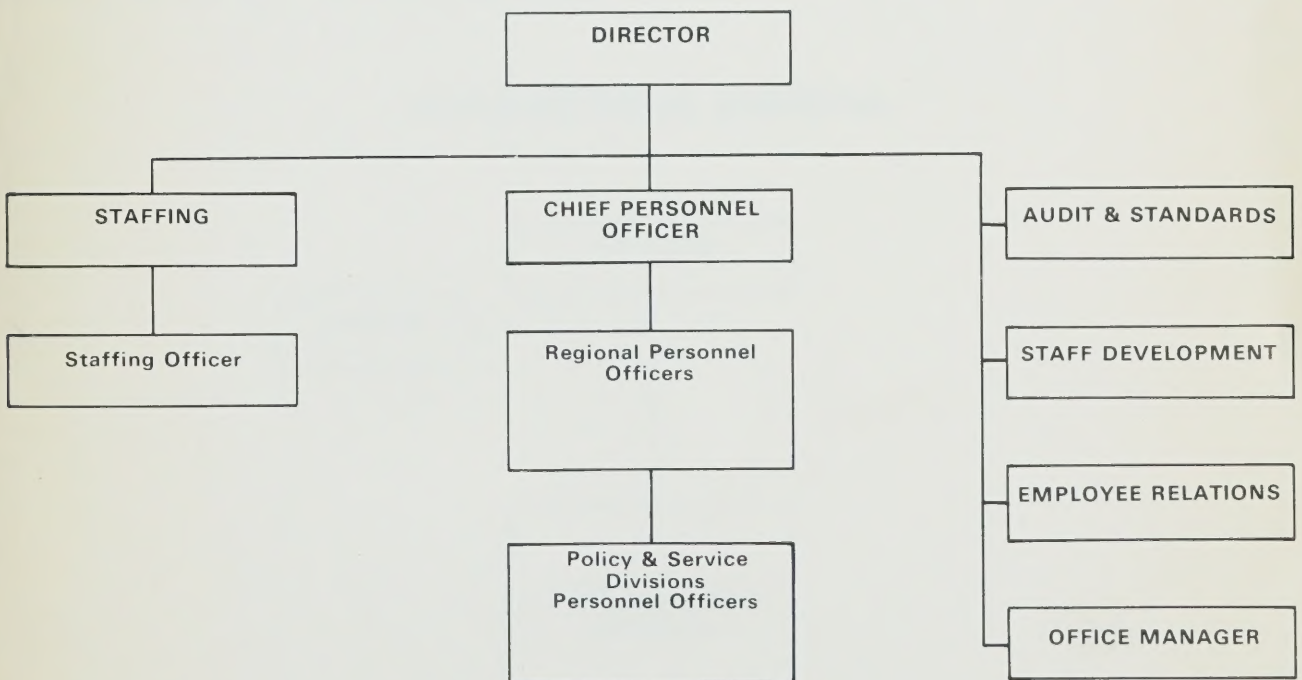 DIRECTOR
STAFFING
CHIEF PERSONNEL
OFFICER
AUDIT & STANDARDS
Staffing Officer
Regional Personnel
Officers
STAFF DEVELOPMENT
EMPLOYEE RELATIONS
Policy & Service
Divisions
Personnel Officers
OFFICE MANAGER